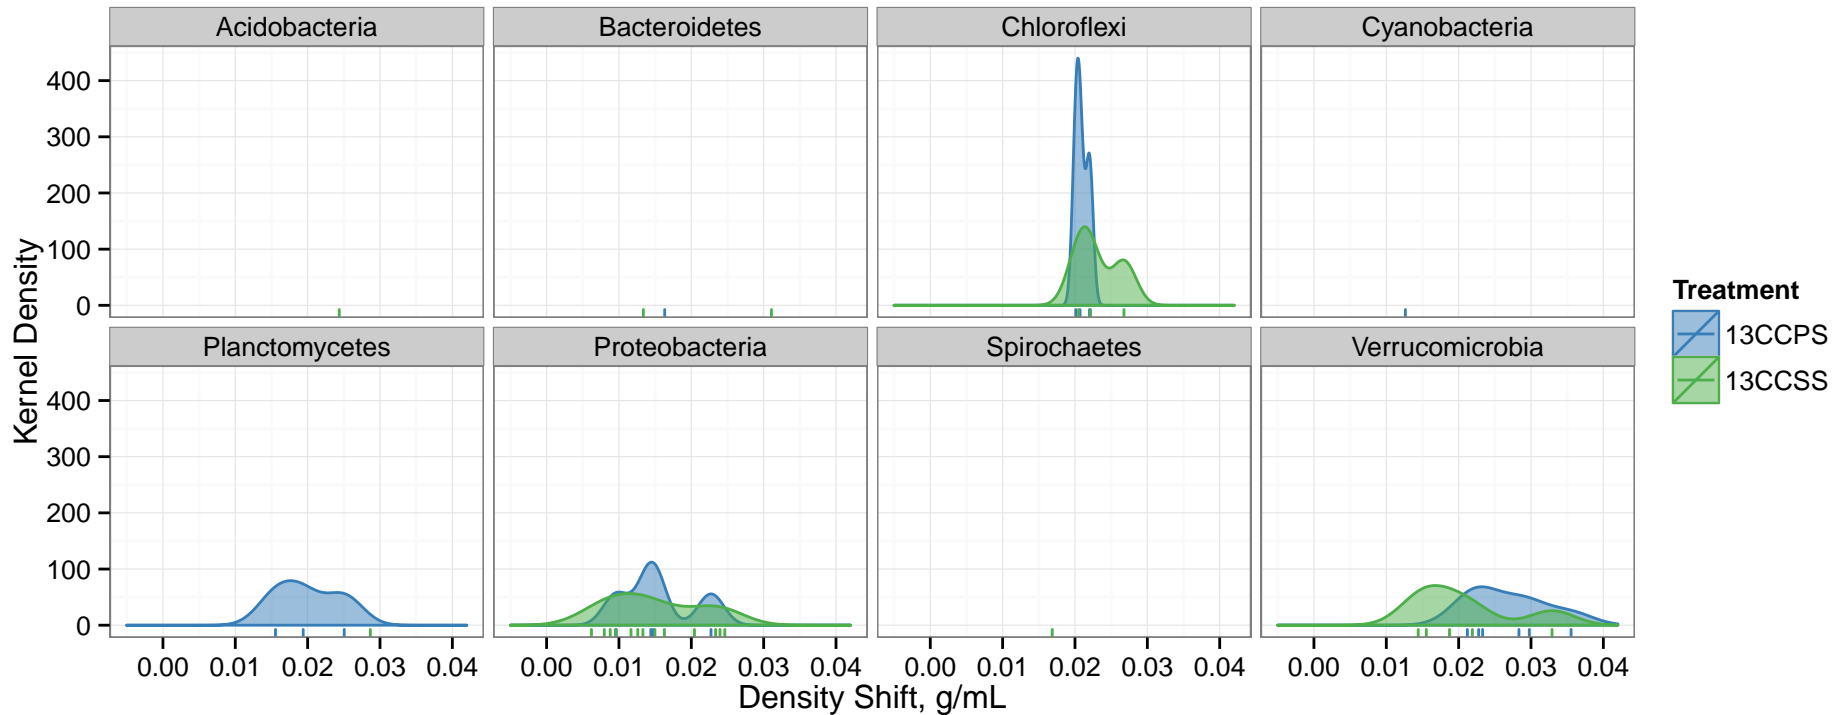 Acidobacteria Bacteroidetes Chloroflexi Cyanobacteria
400
300
200
100
0
Kernel Density
Planctomycetes Proteobacteria Spirochaetes Verrucomicrobia
400
300
200
100
0
0.00 0.01 0.02 0.03 0.04 0.00 0.01 0.02 0.03 0.04 0.00 0.01 0.02 0.03 0.04 0.00 0.01 0.02 0.03 0.04
Density Shift, g/mL
Treatment
13CCPS
13CCSS